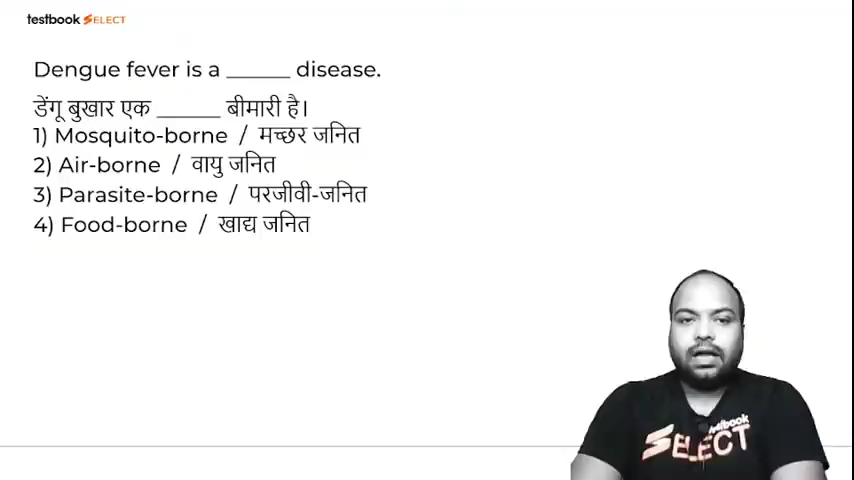 testbook SELECT
Dengue fever is a ______ disease.
डेंगू बुखार एक ______ बीमारी है।
1) Mosquito-borne / मच्छर जनित
2) Air-borne / वायु जनित
3) Parasite-borne / परजीवी-जनित
4) Food-borne / खाद्य जनित
testbook
SELECT